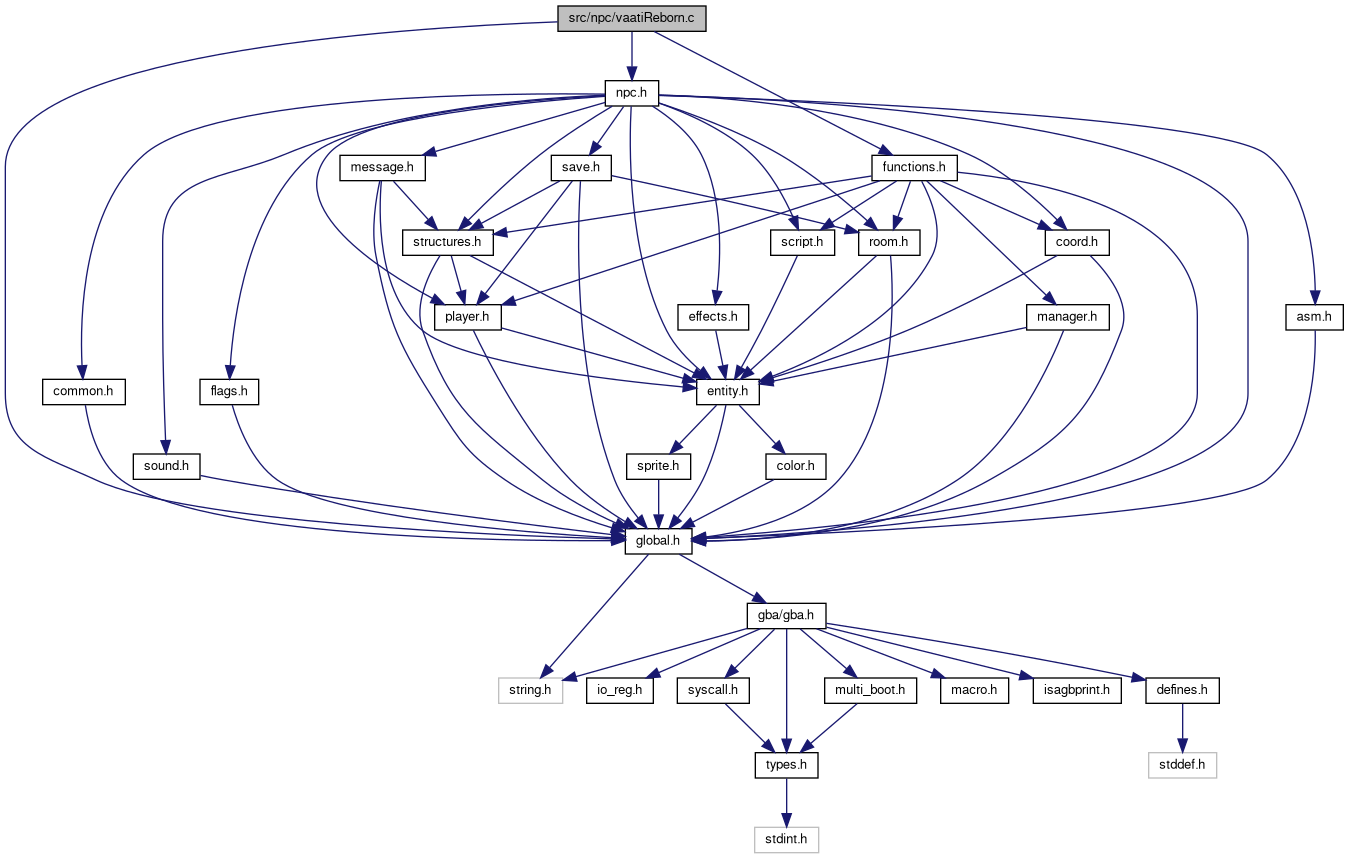 src/npc/vaatiReborn.c
npc.h
message.h
save.h
functions.h
structures.h
script.h
room.h
coord.h
player.h
effects.h
manager.h
asm.h
common.h
flags.h
entity.h
sound.h
sprite.h
color.h
global.h
gba/gba.h
string.h
io_reg.h
syscall.h
multi_boot.h
macro.h
isagbprint.h
defines.h
types.h
stddef.h
stdint.h